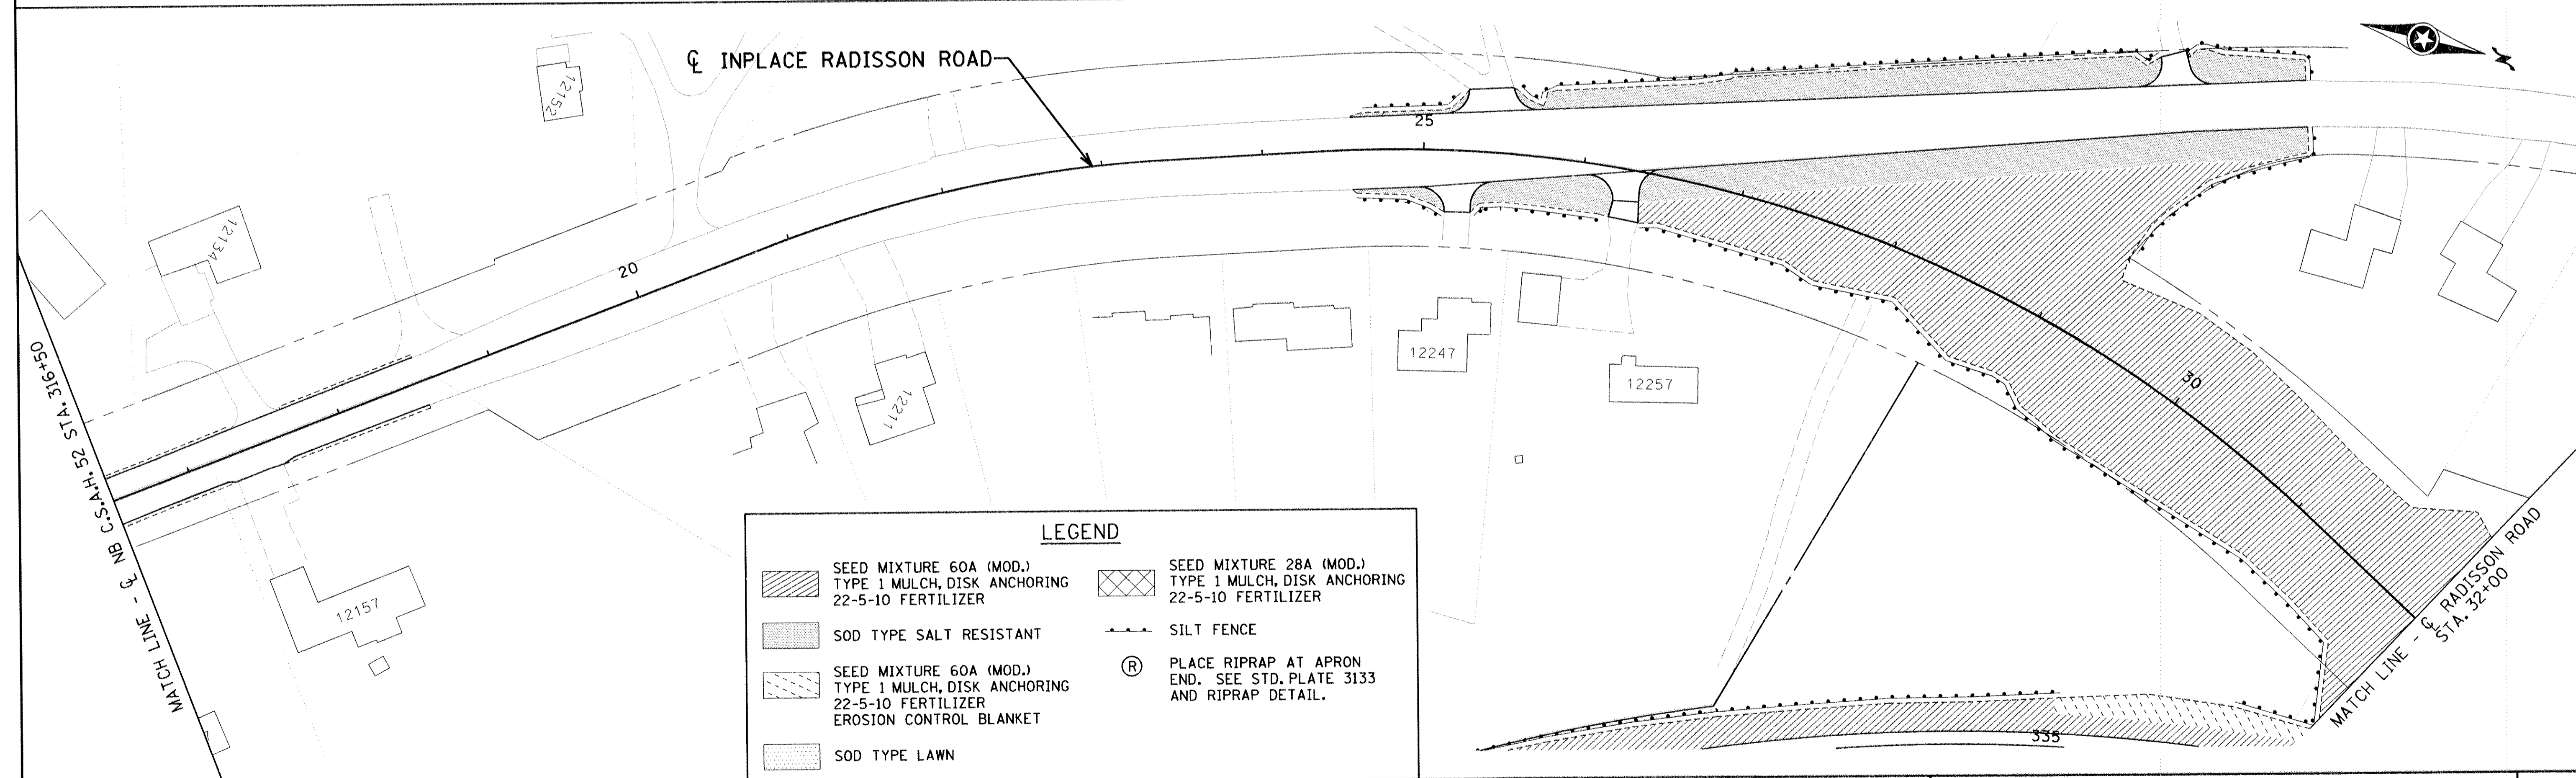 ℄ INPLACE RADISSON ROAD
12152
12134
20
25
30
12247
12257
12211
12157
335
MATCH LINE - ℄ NB C.S.A.H. 52 STA. 316+50
MATCH LINE - ℄ RADISSON ROAD
STA. 32+00
LEGEND
SEED MIXTURE 60A (MOD.)
TYPE 1 MULCH, DISK ANCHORING
22-5-10 FERTILIZER
SOD TYPE SALT RESISTANT
SEED MIXTURE 60A (MOD.)
TYPE 1 MULCH, DISK ANCHORING
22-5-10 FERTILIZER
EROSION CONTROL BLANKET
SOD TYPE LAWN
SEED MIXTURE 28A (MOD.)
TYPE 1 MULCH, DISK ANCHORING
22-5-10 FERTILIZER
SILT FENCE
Ⓡ PLACE RIPRAP AT APRON
END. SEE STD. PLATE 3133
AND RIPRAP DETAIL.